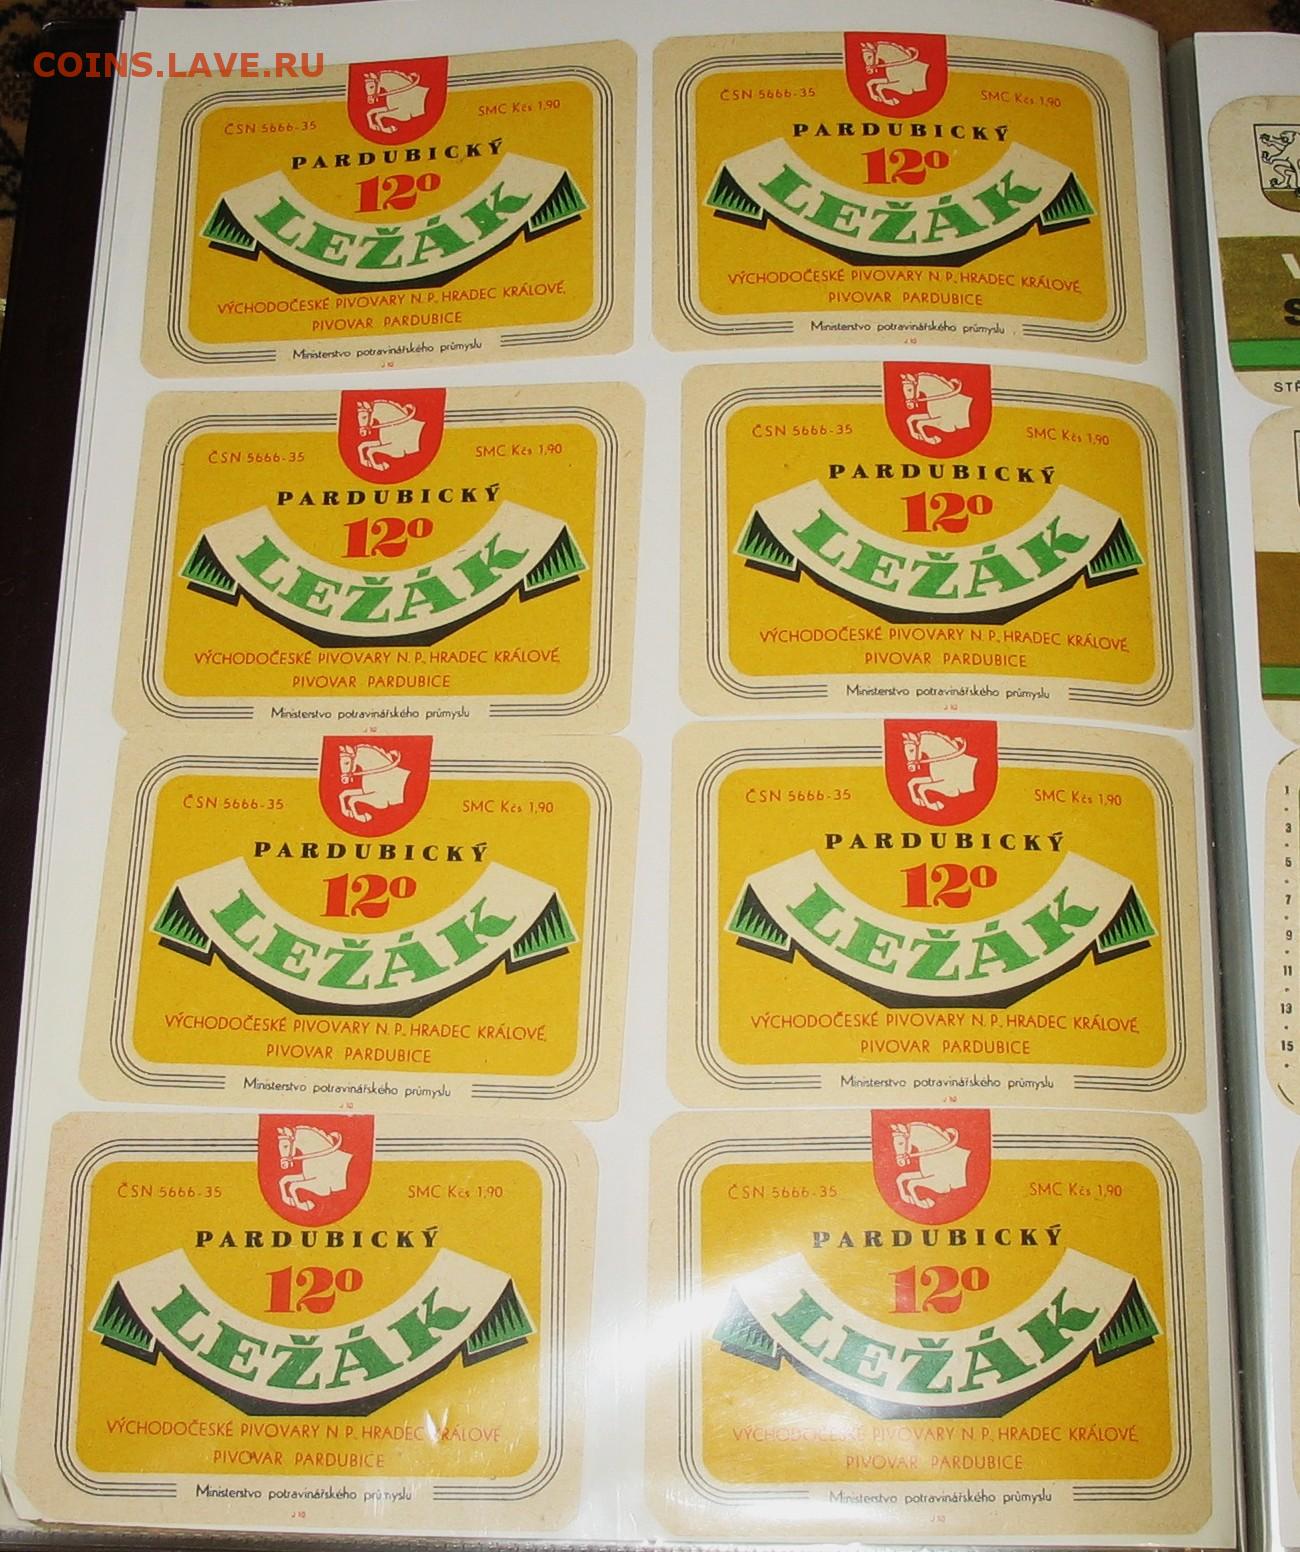 COINS.LAVE.RU
ČSN 5666-35
SMC Kčs 1,90
PARDUBICKÝ
12°
LEŽÁK
VÝCHODOČESKÉ PIVOVARY N. P., HRADEC KRÁLOVÉ,
PIVOVAR PARDUBICE
Ministerstvo potravinářského průmyslu
ČSN 5666-35
SMC Kčs 1,90
PARDUBICKÝ
12°
LEŽÁK
VÝCHODOČESKÉ PIVOVARY N. P., HRADEC KRÁLOVÉ,
PIVOVAR PARDUBICE
Ministerstvo potravinářského průmyslu
ČSN 5666-35
SMC Kčs 1,90
PARDUBICKÝ
12°
LEŽÁK
VÝCHODOČESKÉ PIVOVARY N. P., HRADEC KRÁLOVÉ,
PIVOVAR PARDUBICE
Ministerstvo potravinářského průmyslu
ČSN 5666-35
SMC Kčs 1,90
PARDUBICKÝ
12°
LEŽÁK
VÝCHODOČESKÉ PIVOVARY N. P., HRADEC KRÁLOVÉ,
PIVOVAR PARDUBICE
Ministerstvo potravinářského průmyslu
ČSN 5666-35
SMC Kčs 1,90
PARDUBICKÝ
12°
LEŽÁK
VÝCHODOČESKÉ PIVOVARY N. P., HRADEC KRÁLOVÉ,
PIVOVAR PARDUBICE
Ministerstvo potravinářského průmyslu
ČSN 5666-35
SMC Kčs 1,90
PARDUBICKÝ
12°
LEŽÁK
VÝCHODOČESKÉ PIVOVARY N. P., HRADEC KRÁLOVÉ,
PIVOVAR PARDUBICE
Ministerstvo potravinářského průmyslu
ČSN 5666-35
SMC Kčs 1,90
PARDUBICKÝ
12°
LEŽÁK
VÝCHODOČESKÉ PIVOVARY N. P., HRADEC KRÁLOVÉ,
PIVOVAR PARDUBICE
Ministerstvo potravinářského průmyslu
ČSN 5666-35
SMC Kčs 1,90
PARDUBICKÝ
12°
LEŽÁK
VÝCHODOČESKÉ PIVOVARY N. P., HRADEC KRÁLOVÉ,
PIVOVAR PARDUBICE
Ministerstvo potravinářského průmyslu
1
3
5
7
9
11
13
15